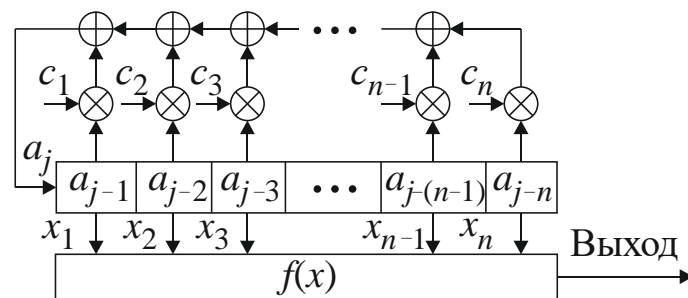 c₁ c₂ c₃ ••• cₙ₋₁ cₙ
aⱼ
aⱼ₋₁ aⱼ₋₂ aⱼ₋₃ ••• aⱼ₋₍ₙ₋₁₎ aⱼ₋ₙ
x₁ x₂ x₃ xₙ₋₁ xₙ
Выход
f(x)